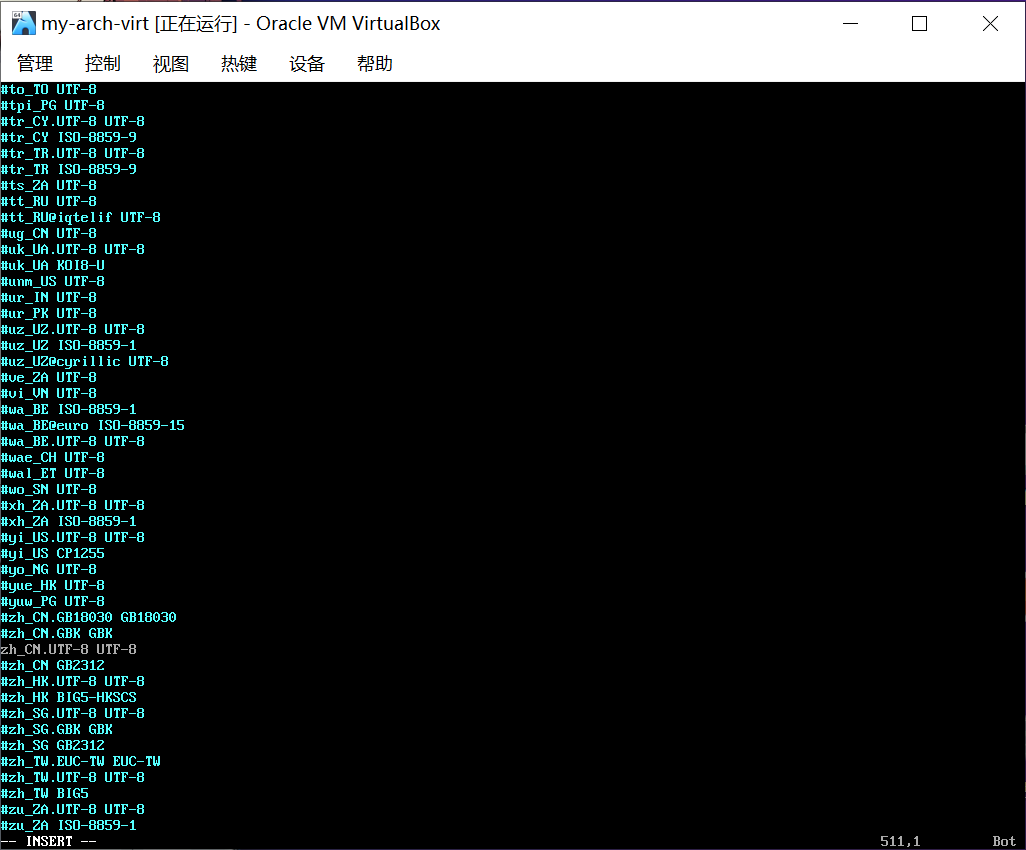 64
my-arch-virt [正在运行] - Oracle VM VirtualBox
管理 控制 视图 热键 设备 帮助
#to_TO UTF-8
#tpi_PG UTF-8
#tr_CY.UTF-8 UTF-8
#tr_CY ISO-8859-9
#tr_TR.UTF-8 UTF-8
#tr_TR ISO-8859-9
#ts_ZA UTF-8
#tt_RU UTF-8
#tt_RU@iqtelif UTF-8
#ug_CN UTF-8
#uk_UA.UTF-8 UTF-8
#uk_UA KOI8-U
#unm_US UTF-8
#ur_IN UTF-8
#ur_PK UTF-8
#uz_UZ.UTF-8 UTF-8
#uz_UZ ISO-8859-1
#uz_UZ@cyrillic UTF-8
#ve_ZA UTF-8
#vi_VN UTF-8
#wa_BE ISO-8859-1
#wa_BE@euro ISO-8859-15
#wa_BE.UTF-8 UTF-8
#wae_CH UTF-8
#wal_ET UTF-8
#wo_SN UTF-8
#xh_ZA.UTF-8 UTF-8
#xh_ZA ISO-8859-1
#yi_US.UTF-8 UTF-8
#yi_US CP1255
#yo_NG UTF-8
#yue_HK UTF-8
#yuw_PG UTF-8
#zh_CN.GB18030 GB18030
#zh_CN.GBK GBK
zh_CN.UTF-8 UTF-8
#zh_CN GB2312
#zh_HK.UTF-8 UTF-8
#zh_HK BIG5-HKSCS
#zh_SG.UTF-8 UTF-8
#zh_SG.GBK GBK
#zh_SG GB2312
#zh_TW.EUC-TW EUC-TW
#zh_TW.UTF-8 UTF-8
#zh_TW BIG5
#zu_ZA.UTF-8 UTF-8
#zu_ZA ISO-8859-1
-- INSERT -- 511,1 Bot